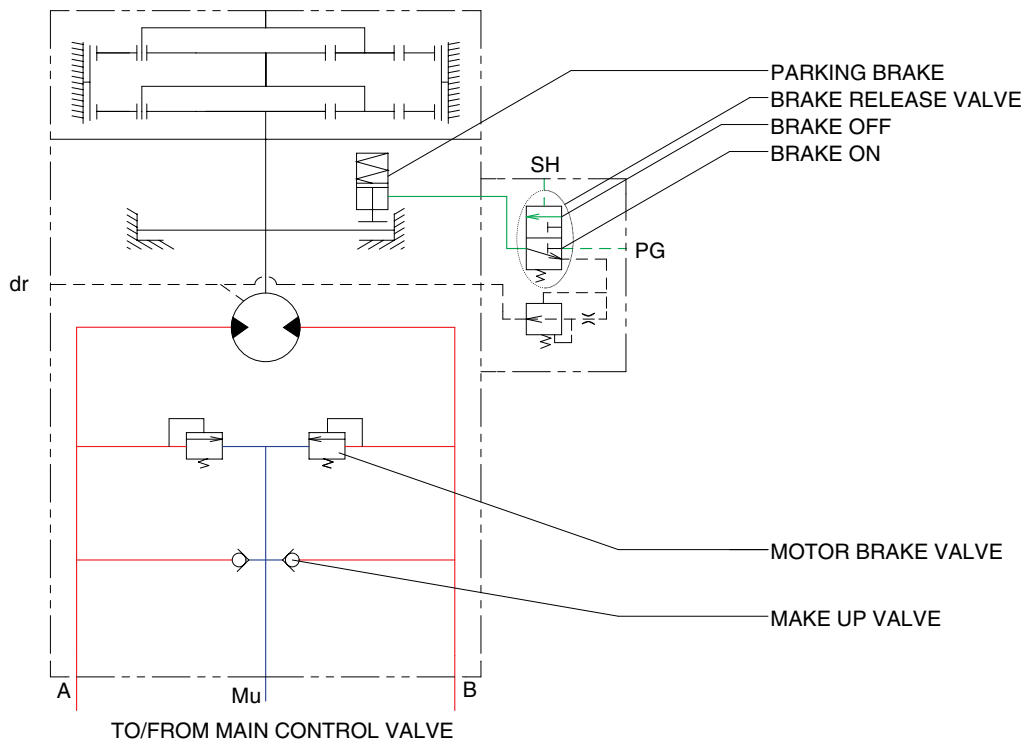 PARKING BRAKE
BRAKE RELEASE VALVE
BRAKE OFF
BRAKE ON
SH
PG
dr
MOTOR BRAKE VALVE
MAKE UP VALVE
A
Mu
B
TO/FROM MAIN CONTROL VALVE